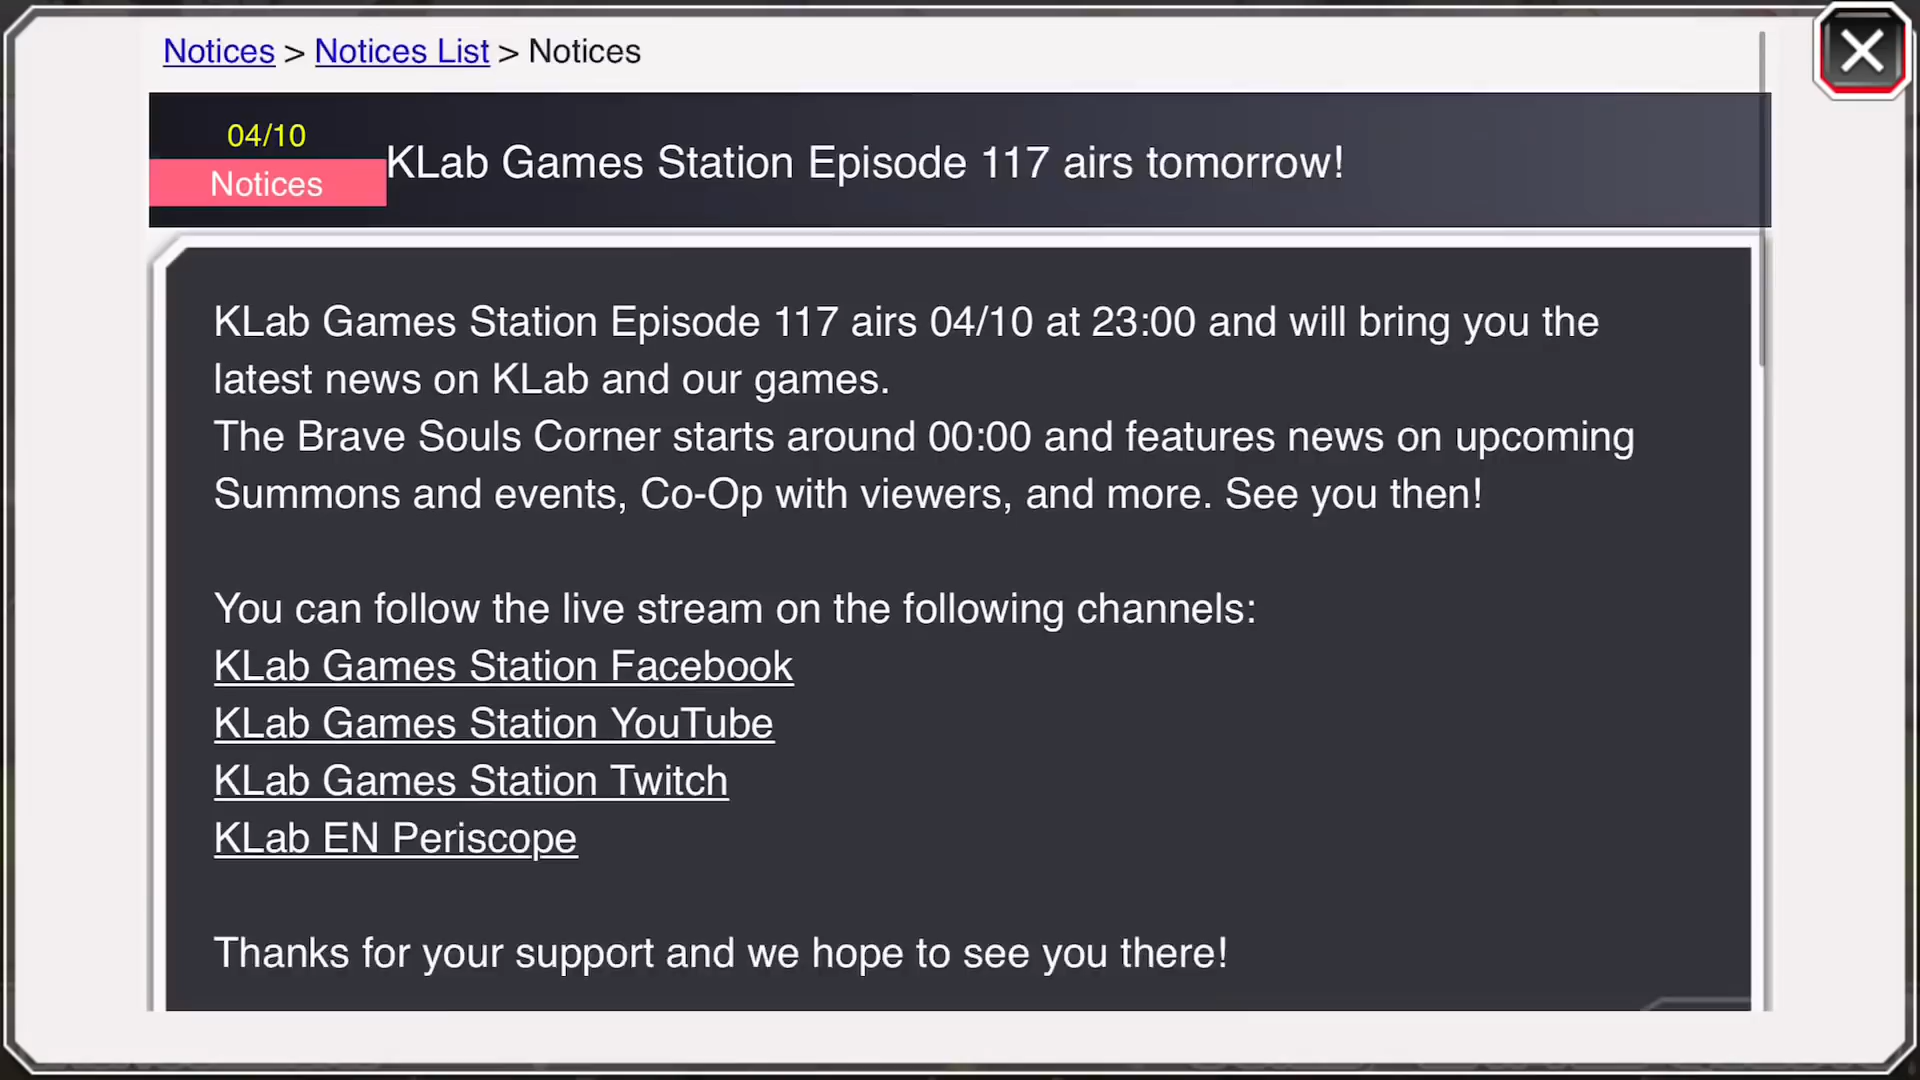 Notices > Notices List > Notices
04/10
Notices
KLab Games Station Episode 117 airs tomorrow!
KLab Games Station Episode 117 airs 04/10 at 23:00 and will bring you the
latest news on KLab and our games.
The Brave Souls Corner starts around 00:00 and features news on upcoming
Summons and events, Co-Op with viewers, and more. See you then!
You can follow the live stream on the following channels:
KLab Games Station Facebook
KLab Games Station YouTube
KLab Games Station Twitch
KLab EN Periscope
Thanks for your support and we hope to see you there!